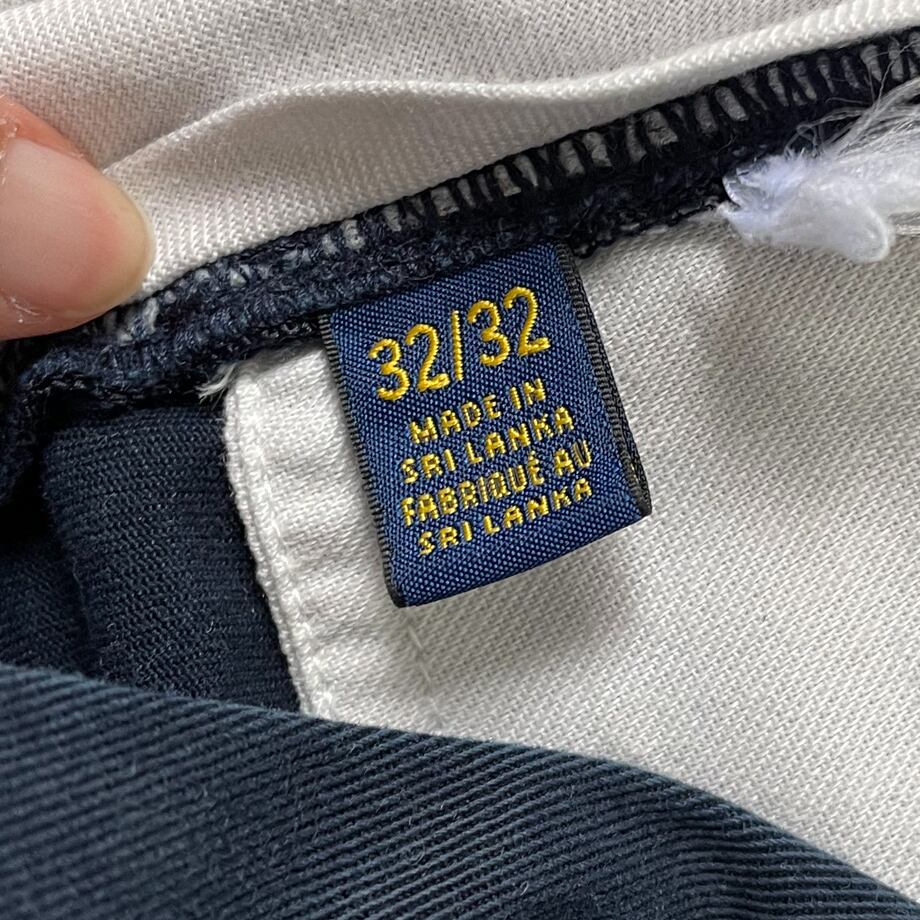 32/32
MADE IN
SRI LANKA
FABRIQUÉ AU
SRI LANKA